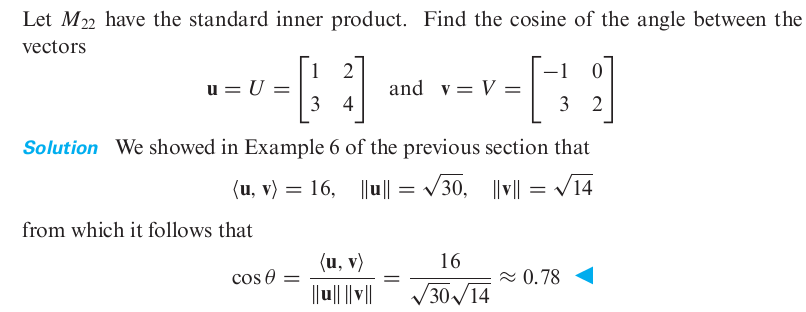 Let M₂₂ have the standard inner product. Find the cosine of the angle between the
vectors
u = U = [1 2; 3 4] and v = V = [−1 0; 3 2]
Solution We showed in Example 6 of the previous section that
⟨u, v⟩ = 16, ‖u‖ = √30, ‖v‖ = √14
from which it follows that
cos θ = ⟨u, v⟩ / ‖u‖ ‖v‖ = 16 / √30√14 ≈ 0.78 ◀